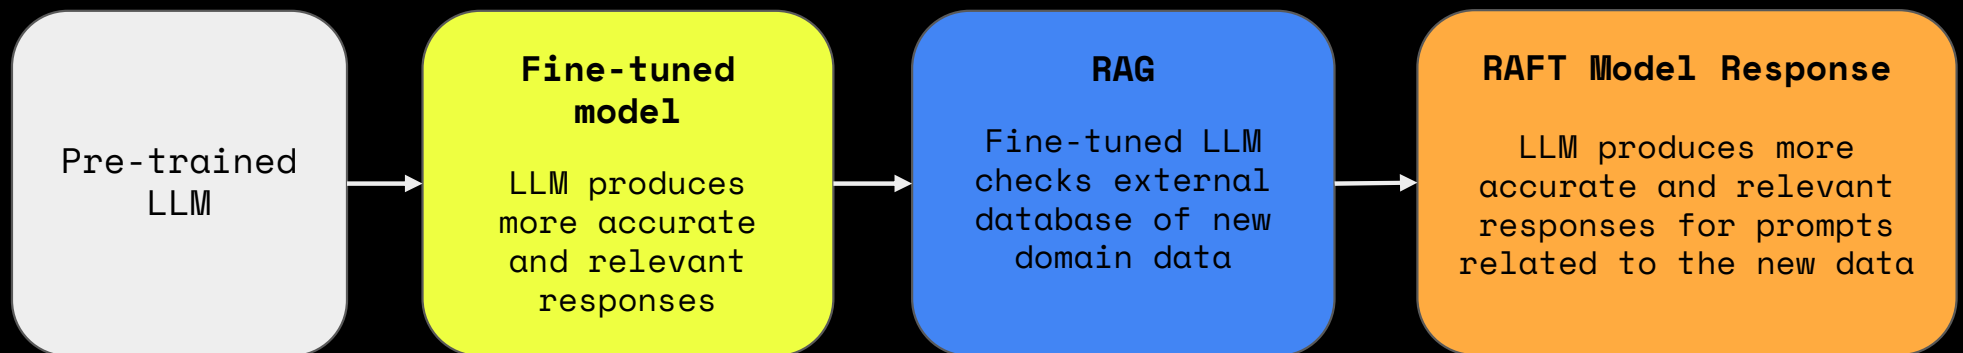 Pre-trained
LLM
Fine-tuned
model
LLM produces
more accurate
and relevant
responses
RAG
Fine-tuned LLM
checks external
database of new
domain data
RAFT Model Response
LLM produces more
accurate and relevant
responses for prompts
related to the new data